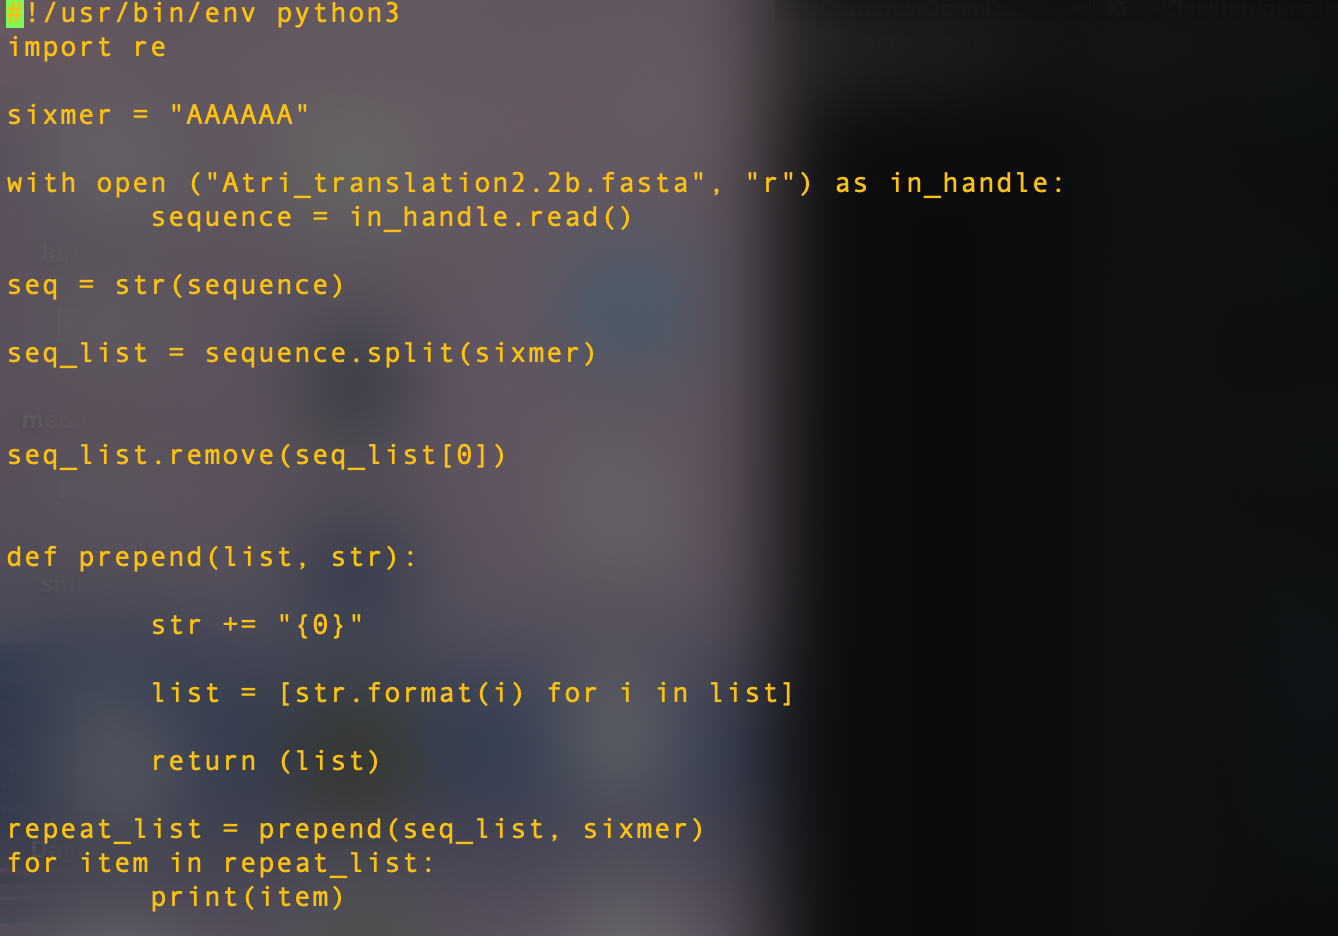 #!/usr/bin/env python3
import re
sixmer = "AAAAAA"
with open ("Atri_translation2.2b.fasta", "r") as in_handle:
        sequence = in_handle.read()
seq = str(sequence)
seq_list = sequence.split(sixmer)
seq_list.remove(seq_list[0])
def prepend(list, str):
        str += "{0}"
        list = [str.format(i) for i in list]
        return (list)
repeat_list = prepend(seq_list, sixmer)
for item in repeat_list:
        print(item)